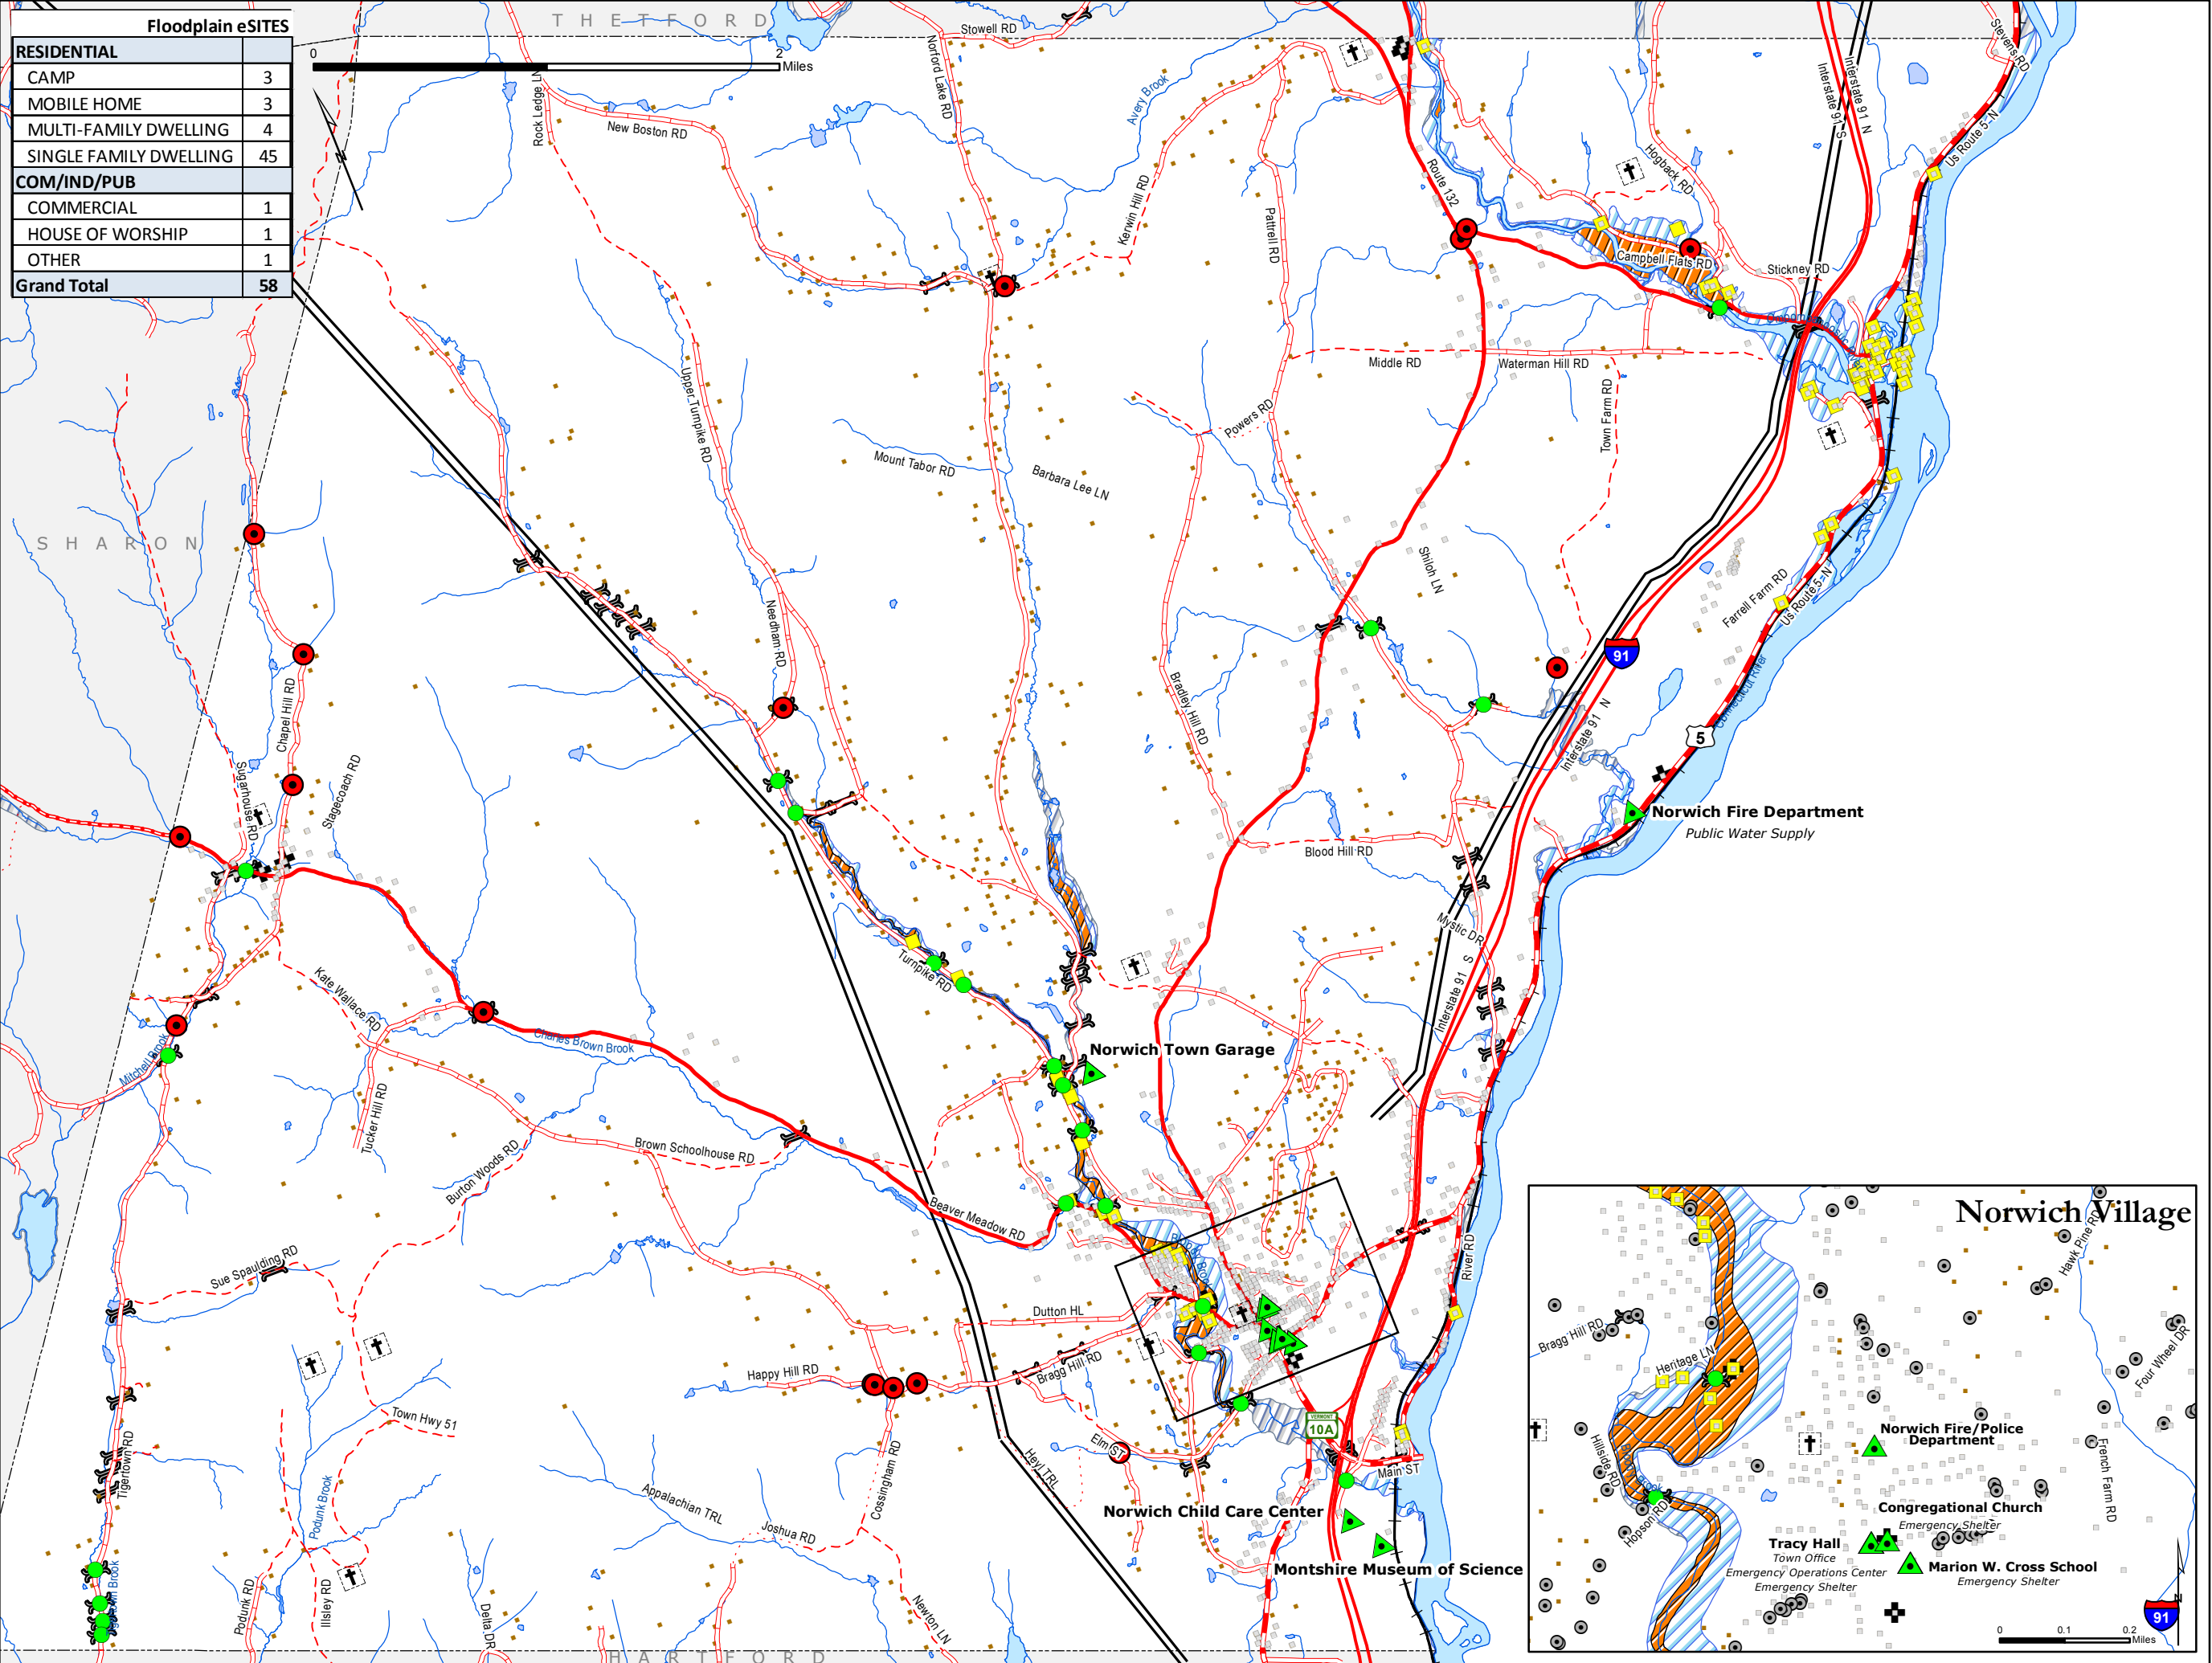 Floodplain eSITES
RESIDENTIAL
CAMP 3
MOBILE HOME 3
MULTI-FAMILY DWELLING 4
SINGLE FAMILY DWELLING 45
COM/IND/PUB
COMMERCIAL 1
HOUSE OF WORSHIP 1
OTHER 1
Grand Total 58
0 2
Miles
N
THETFORD
Stowell RD
Norford Lake RD
Rock Ledge LN
New Boston RD
Avery Brook
Kerwin Hill RD
Pattrell RD
Route 132
Hogback RD
Interstate 91 S
Interstate 91 N
Stevens RD
Us Route 5 N
Campbell Flats RD
Stickney RD
Middle RD
Waterman Hill RD
Town Farm RD
Powers RD
Upper Turnpike RD
Mount Tabor RD
Barbara Lee LN
SHARON
Shiloh LN
Farrell Farm RD
Us Route 5 N
Needham RD
Chapel Hill RD
Bradley Hill RD
91
Connecticut River
5
Interstate 91 N
Sugarhouse RD
Stagecoach RD
Norwich Fire Department
Public Water Supply
Blood Hill RD
Mystic DR
Turnpike RD
Kate Wallace RD
Interstate 91 S
Charles Brown Brook
Mitchell Brook
Norwich Town Garage
Tucker Hill RD
Brown Schoolhouse RD
Burton Woods RD
Beaver Meadow RD
Sue Spaulding RD
River RD
Dutton HL
Happy Hill RD
Bragg Hill RD
Town Hwy 51
Elm ST
VERMONT
10A
Main ST
Tigertown RD
Heyl TRL
Cossingham RD
Podunk Brook
Appalachian TRL
Joshua RD
Norwich Child Care Center
Montshire Museum of Science
Podunk RD
Illsley RD
Delta DR
Newton LN
HARTFORD
Norwich Village
Hawk Pine RD
Bragg Hill RD
Heritage LN
Four Wheel DR
Hillside RD
Norwich Fire/Police
Department
French Farm RD
Hopson RD
Congregational Church
Emergency Shelter
Tracy Hall
Town Office
Emergency Operations Center
Emergency Shelter
Marion W. Cross School
Emergency Shelter
91
N
0 0.1 0.2
Miles